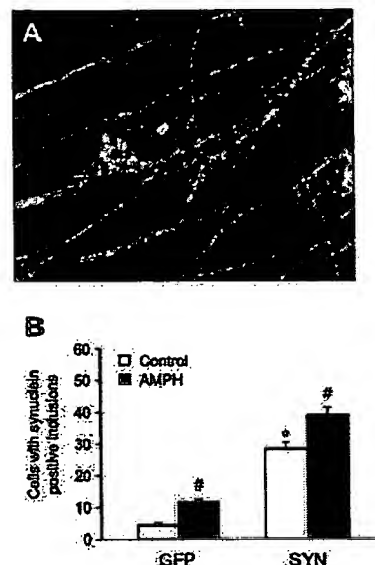 A
B
Cells with synuclein
positive inclusions
60
50
40
30
20
10
0
Control
AMPH
#
*
#
GFP
SYN